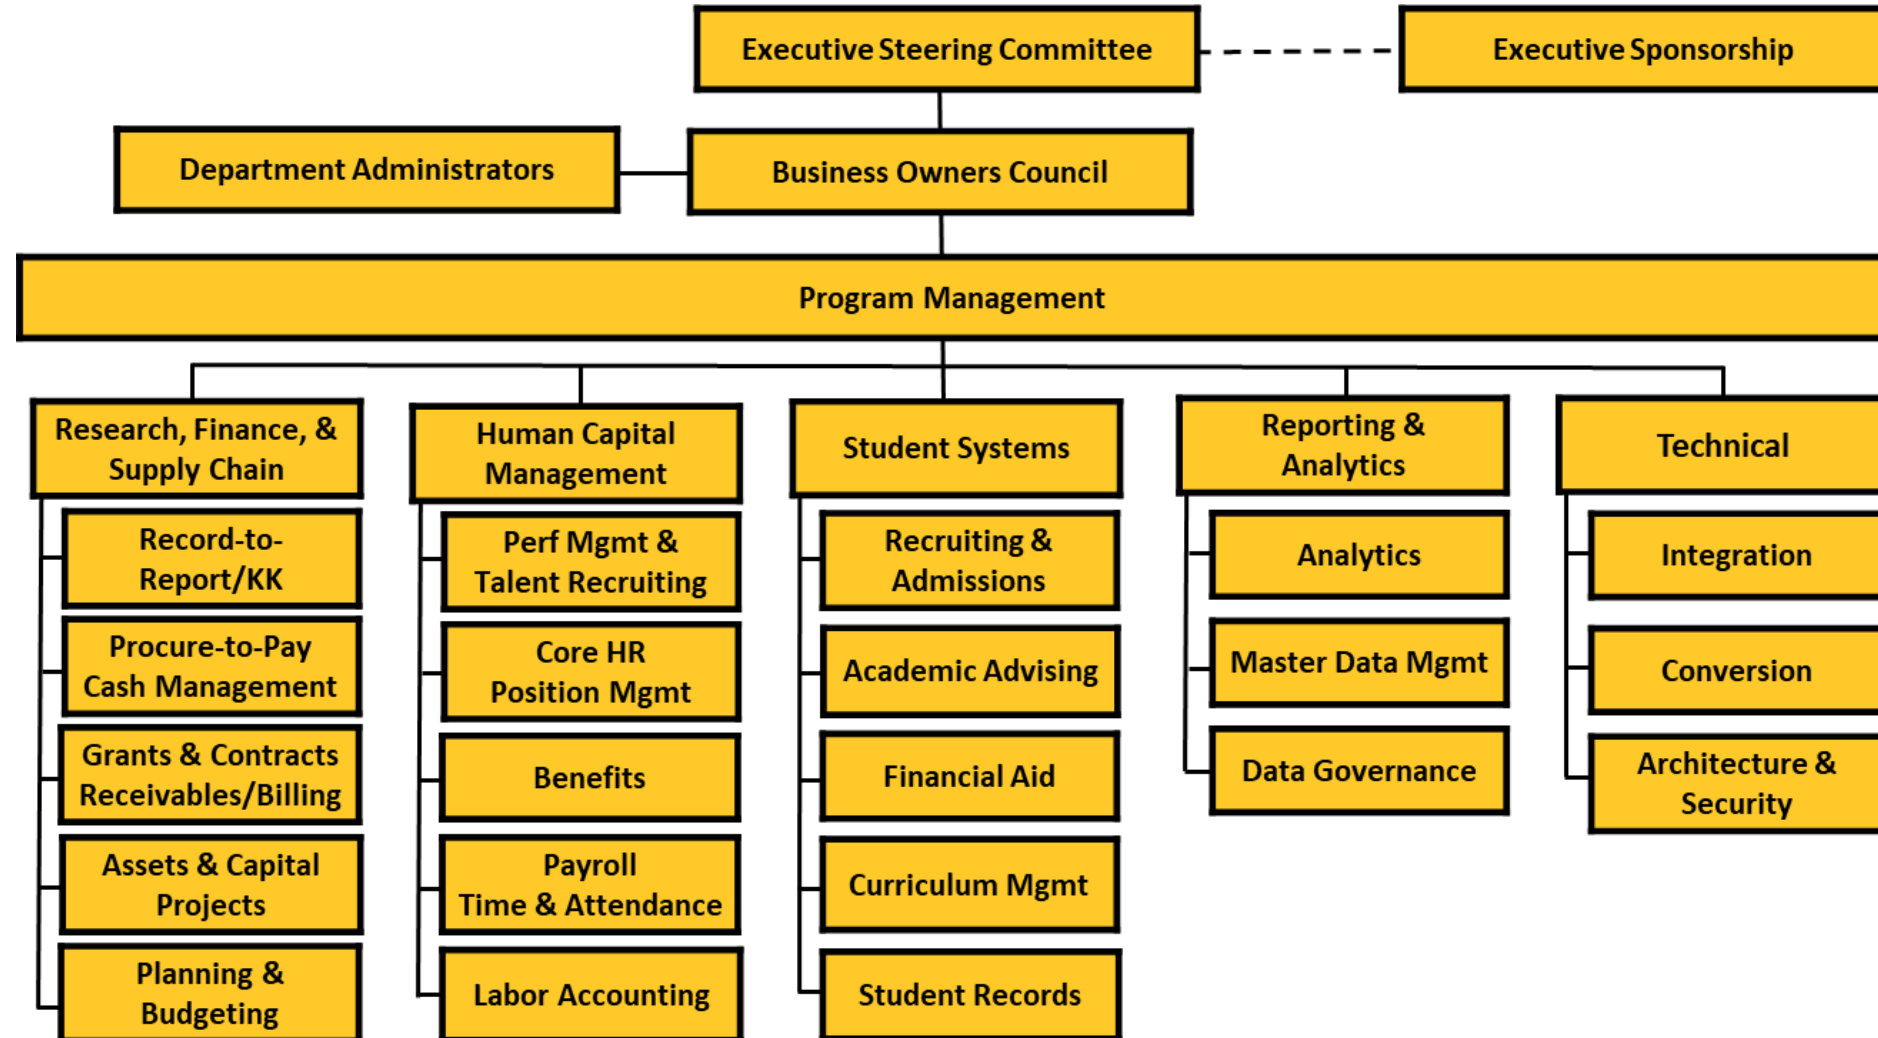 Executive Steering Committee
Executive Sponsorship
Department Administrators
Business Owners Council
Program Management
Research, Finance, &
Supply Chain
Record-to-
Report/KK
Procure-to-Pay
Cash Management
Grants & Contracts
Receivables/Billing
Assets & Capital
Projects
Planning &
Budgeting
Human Capital
Management
Perf Mgmt &
Talent Recruiting
Core HR
Position Mgmt
Benefits
Payroll
Time & Attendance
Labor Accounting
Student Systems
Recruiting &
Admissions
Academic Advising
Financial Aid
Curriculum Mgmt
Student Records
Reporting &
Analytics
Analytics
Master Data Mgmt
Data Governance
Technical
Integration
Conversion
Architecture &
Security